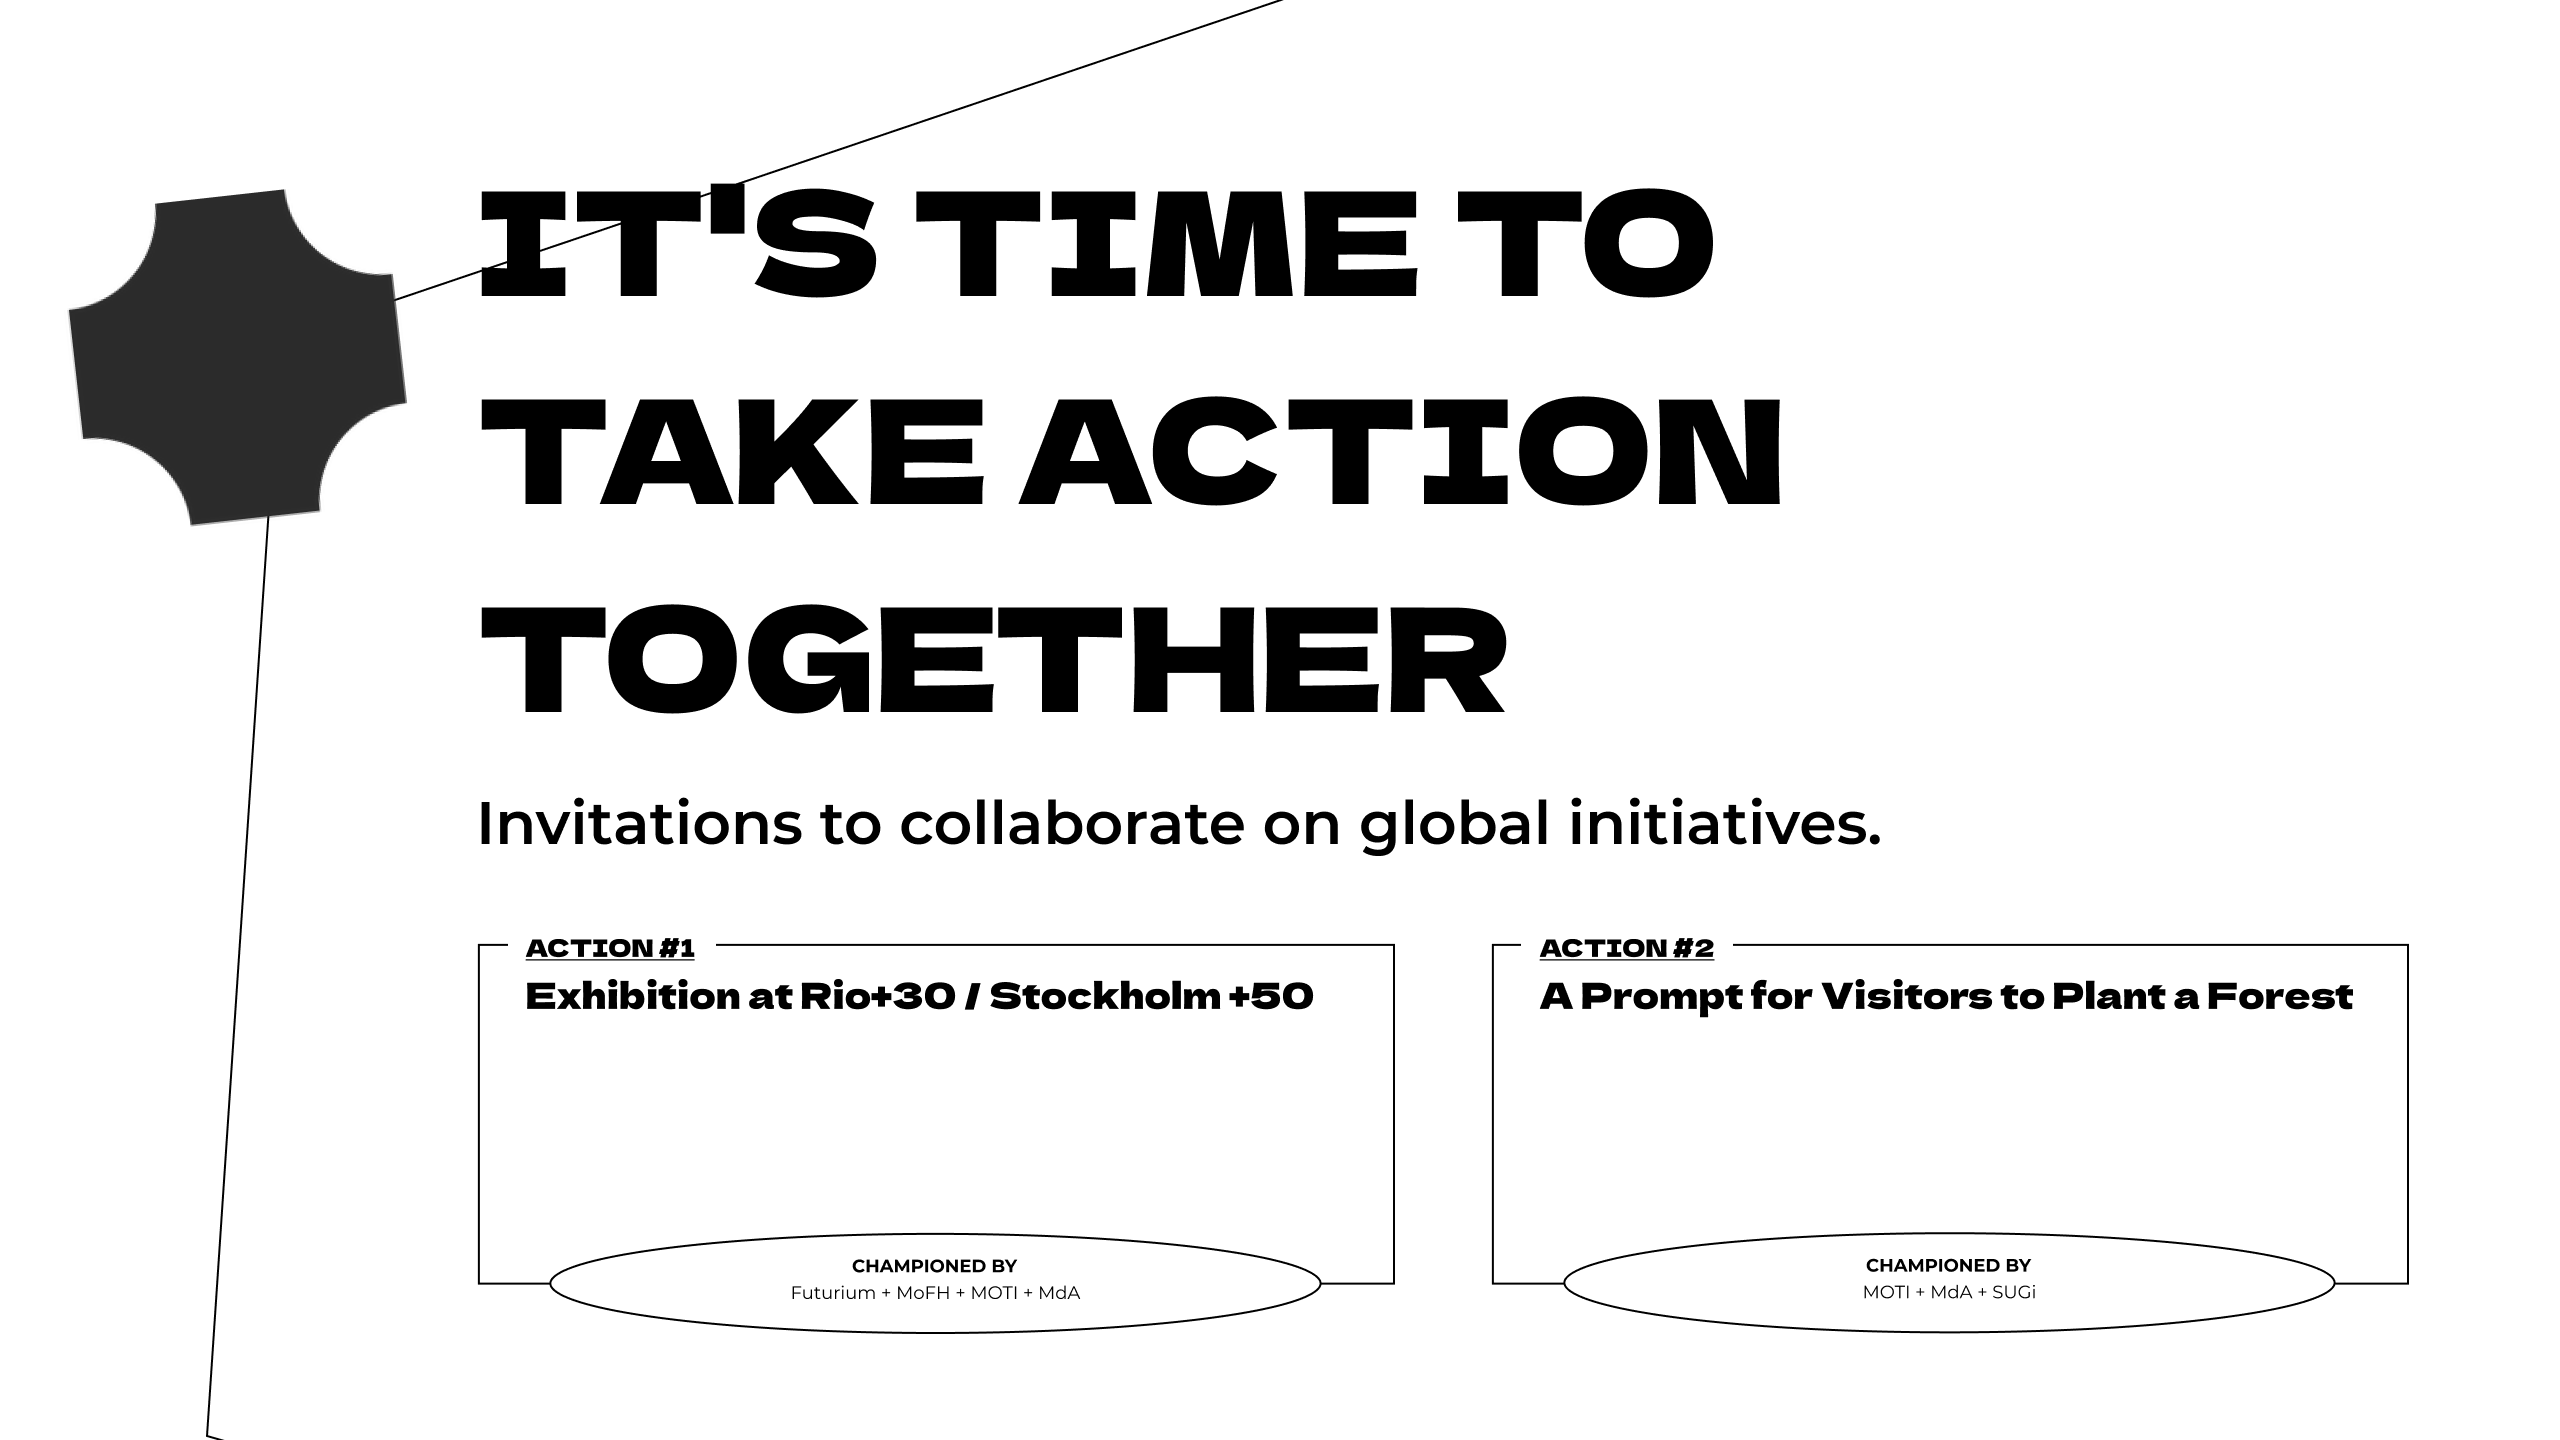 IT'S TIME TO
TAKE ACTION
TOGETHER
Invitations to collaborate on global initiatives.
ACTION #1
Exhibition at Rio+30 / Stockholm +50
CHAMPIONED BY
Futurium + MoFH + MOTI + MdA
ACTION #2
A Prompt for Visitors to Plant a Forest
CHAMPIONED BY
MOTI + MdA + SUGi